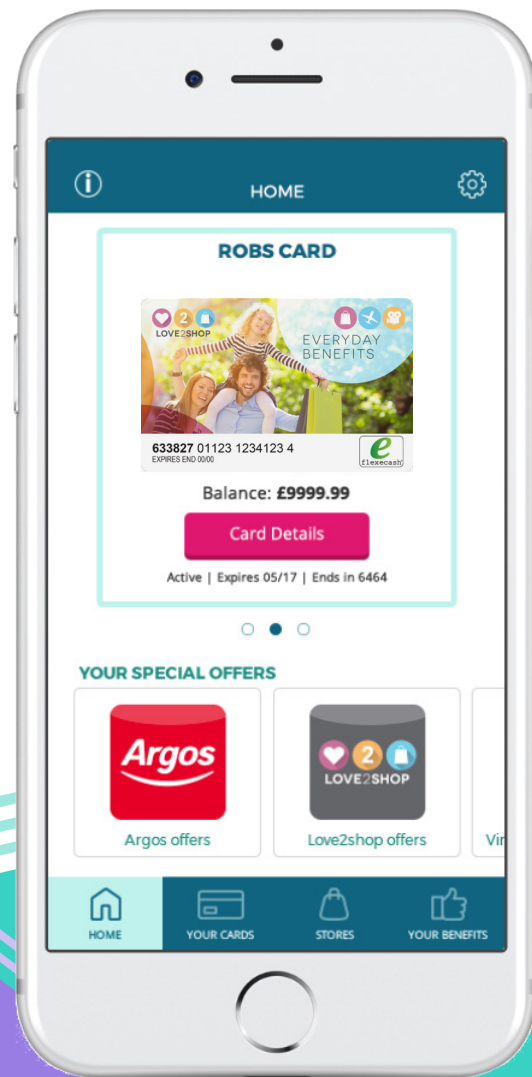 HOME
ROBS CARD
2
LOVE2SHOP
EVERYDAY
BENEFITS
633827 01123 1234123 4
EXPIRES END 00/00
e
flexecash
Balance: £9999.99
Card Details
Active | Expires 05/17 | Ends in 6464
YOUR SPECIAL OFFERS
Argos
2
LOVE2SHOP
Argos offers
Love2shop offers
Vir
HOME
YOUR CARDS
STORES
YOUR BENEFITS